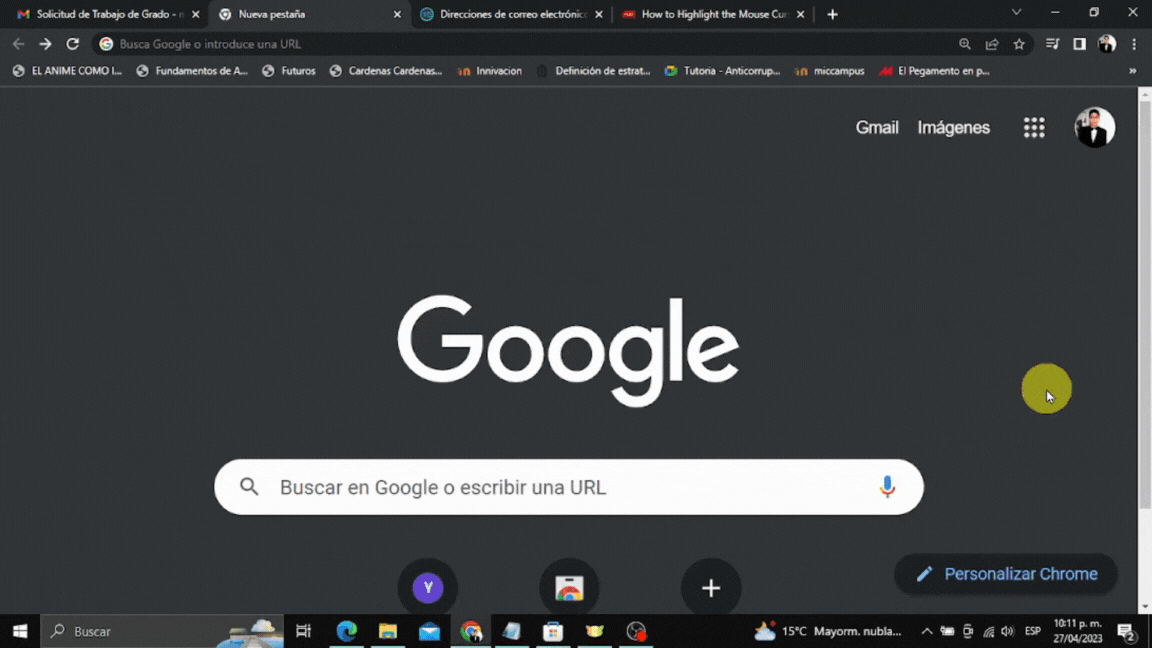 Solicitud de Trabajo de Grado - n
Nueva pestaña
Direcciones de correo electrónic
How to Highlight the Mouse Cur
Busca Google o introduce una URL
EL ANIME COMO I...
Fundamentos de A...
Futuros
Cardenas Cardenas...
Innivacion
Definición de estrat...
Tutoria - Anticorrup...
miccampus
El Pegamento en p...
Gmail
Imágenes
Google
Buscar en Google o escribir una URL
Y
Personalizar Chrome
Buscar
15°C Mayorm. nubla...
ESP
10:11 p. m.
27/04/2023
2